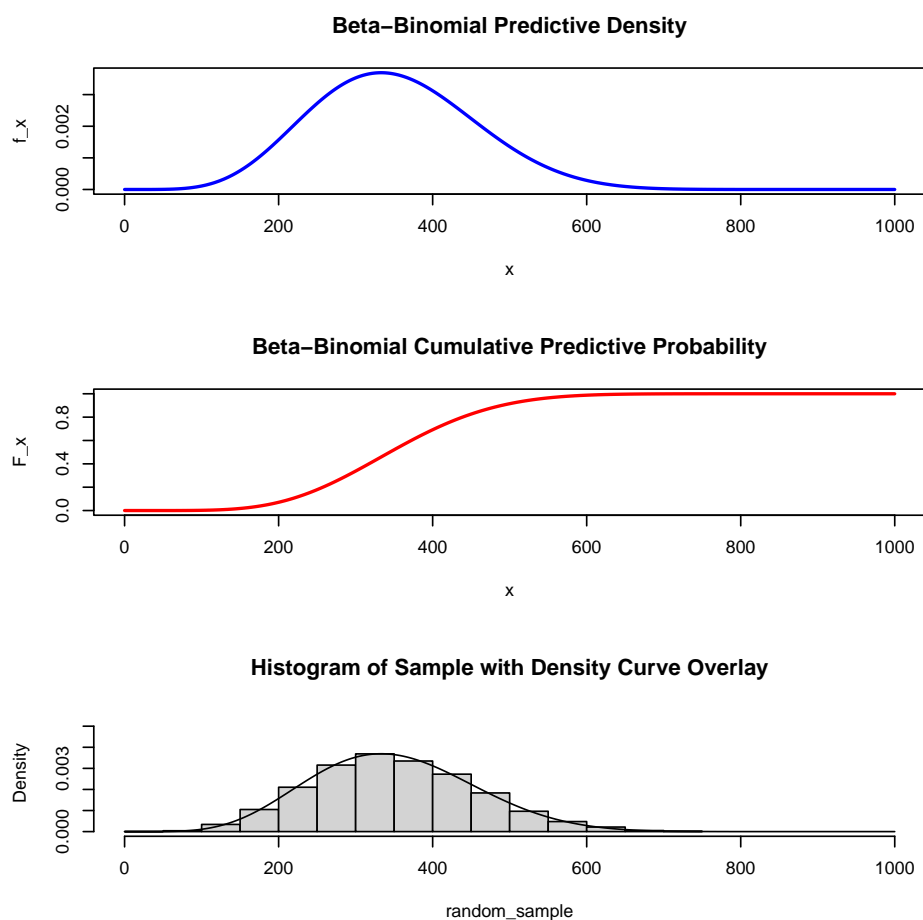 Beta−Binomial Predictive Density
f_x
0.002
0.000
0 200 400 600 800 1000
x
Beta−Binomial Cumulative Predictive Probability
F_x
0.8
0.4
0.0
0 200 400 600 800 1000
x
Histogram of Sample with Density Curve Overlay
Density
0.003
0.000
0 200 400 600 800 1000
random_sample